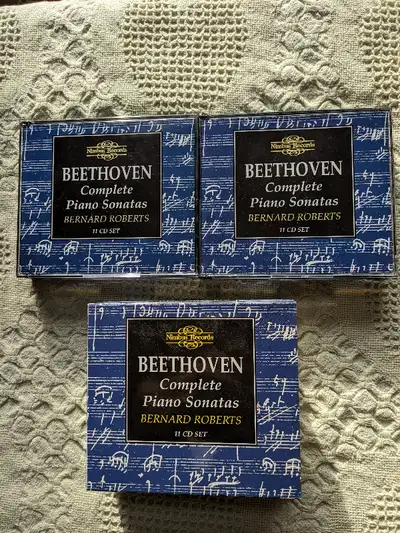 Nimbus Records
BEETHOVEN
Complete
Piano Sonatas
BERNARD ROBERTS
11 CD SET
Nimbus Records
BEETHOVEN
Complete
Piano Sonatas
BERNARD ROBERTS
11 CD SET
Nimbus Records
BEETHOVEN
Complete
Piano Sonatas
BERNARD ROBERTS
11 CD SET